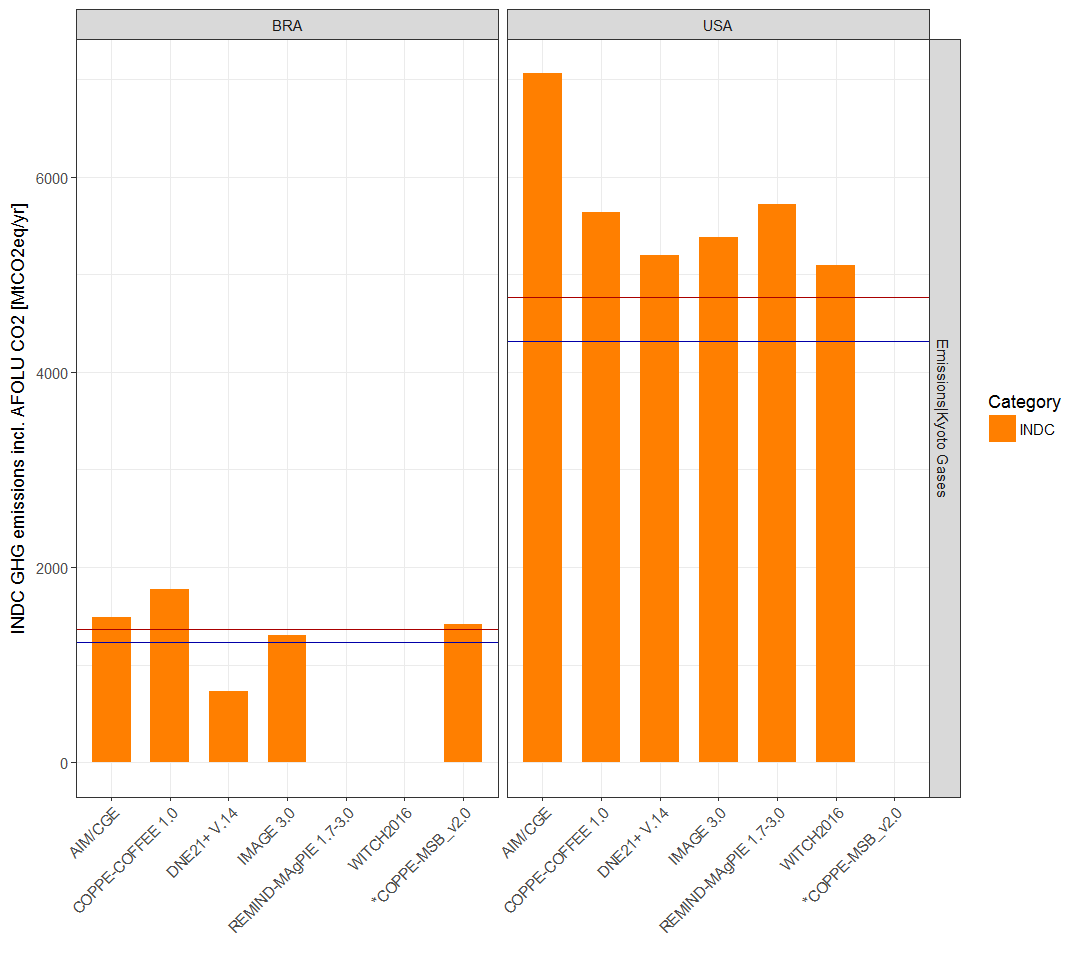 BRA
USA
INDC GHG emissions incl. AFOLU CO2 [MtCO2eq/yr]
6000
4000
2000
0
Emissions|Kyoto Gases
Category
INDC
AIM/CGE
COPPE-COFFEE 1.0
DNE21+ V.14
IMAGE 3.0
REMIND-MAgPIE 1.7-3.0
WITCH2016
*COPPE-MSB_v2.0
AIM/CGE
COPPE-COFFEE 1.0
DNE21+ V.14
IMAGE 3.0
REMIND-MAgPIE 1.7-3.0
WITCH2016
*COPPE-MSB_v2.0